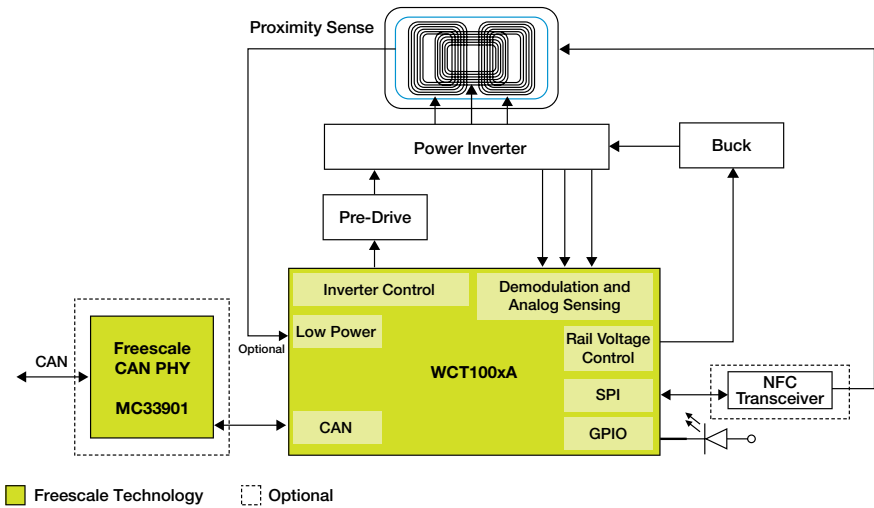 Proximity Sense
Power Inverter
Buck
Pre-Drive
Inverter Control
Demodulation and
Analog Sensing
Low Power
Optional
Rail Voltage
Control
WCT100xA
CAN
Freescale
CAN PHY
MC33901
SPI
NFC
Transceiver
CAN
GPIO
Freescale Technology
Optional